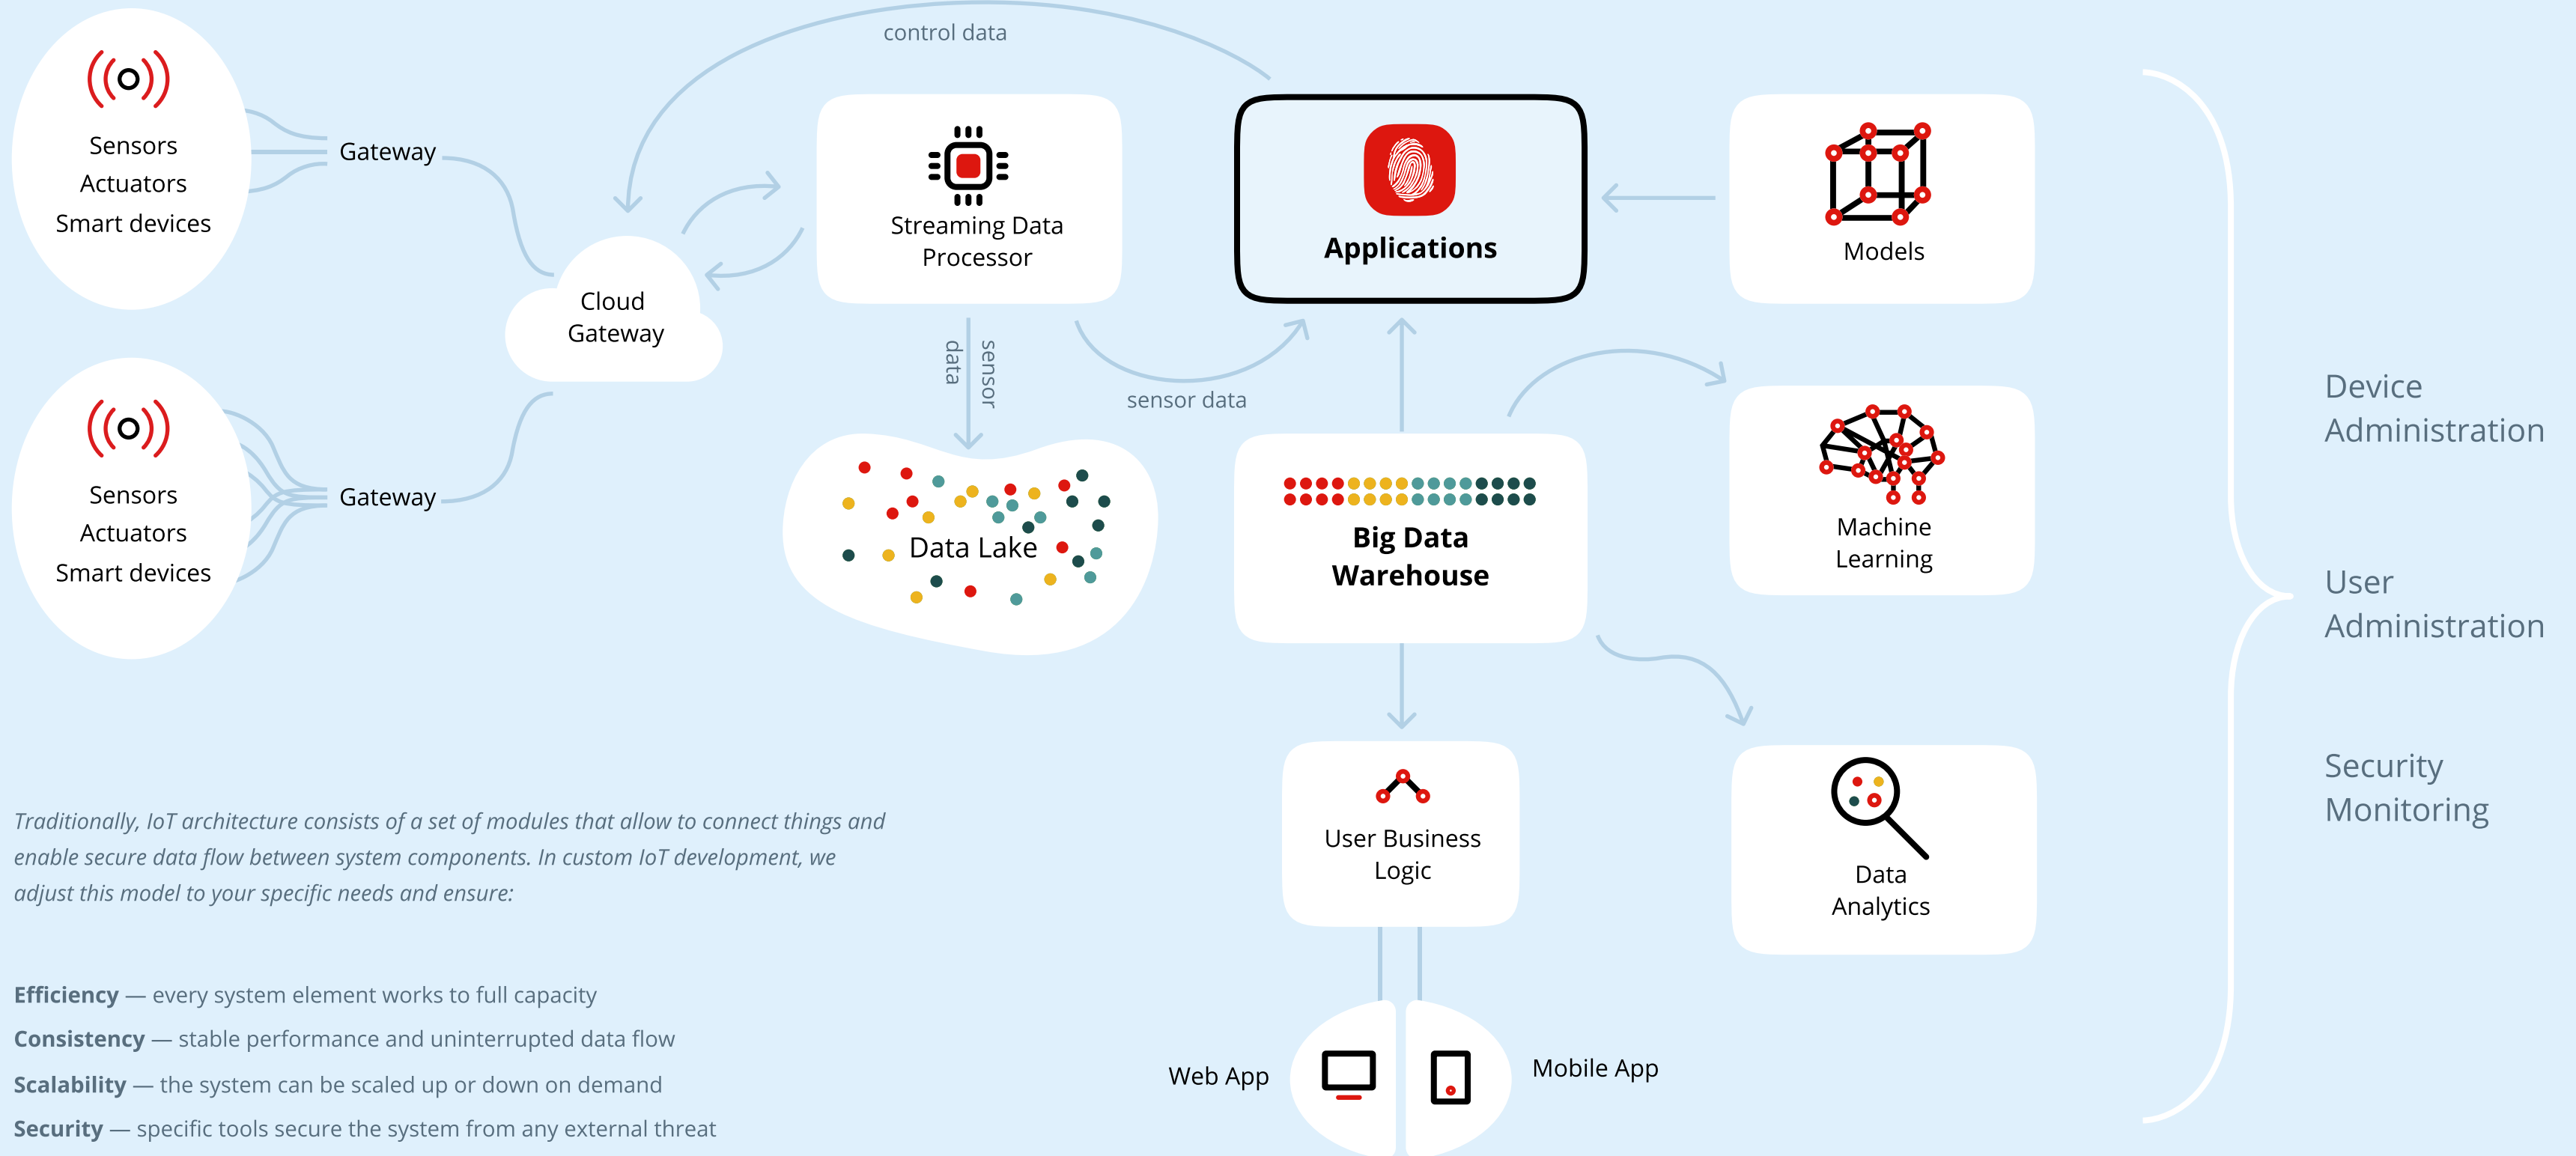 control data
Sensors
Actuators
Smart devices
Gateway
Cloud
Gateway
Streaming Data
Processor
Applications
Models
sensor
data
sensor data
Sensors
Actuators
Smart devices
Gateway
Data Lake
Big Data
Warehouse
Machine
Learning
User Business
Logic
Data
Analytics
Web App
Mobile App
Device
Administration
User
Administration
Security
Monitoring
Traditionally, IoT architecture consists of a set of modules that allow to connect things and
enable secure data flow between system components. In custom IoT development, we
adjust this model to your specific needs and ensure:
Efficiency — every system element works to full capacity
Consistency — stable performance and uninterrupted data flow
Scalability — the system can be scaled up or down on demand
Security — specific tools secure the system from any external threat